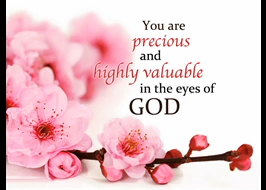 You are
precious
and
highly valuable
in the eyes of
GOD